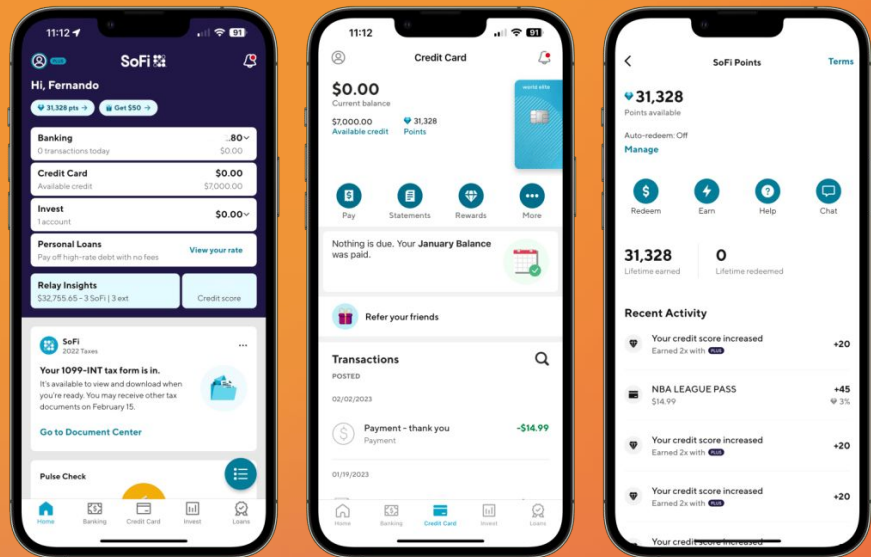 11:12
91
PLUS
SoFi
Hi, Fernando
31,328 pts →
Get $50 →
Banking
.80
0 transactions today
$0.00
Credit Card
$0.00
Available credit
$7,000.00
Invest
$0.00
1 account
Personal Loans
Pay off high-rate debt with no fees
View your rate
Relay Insights
$32,755.65 - 3 SoFi | 3 ext
Credit score
SoFi
2022 Taxes
...
Your 1099-INT tax form is in.
It's available to view and download when
you're ready. You may receive other tax
documents on February 15.
Go to Document Center
Pulse Check
Home
Banking
Credit Card
Invest
Loans
11:12
91
Credit Card
$0.00
Current balance
$7,000.00
Available credit
31,328
Points
world elite
Pay
Statements
Rewards
More
Nothing is due. Your January Balance
was paid.
Refer your friends
Transactions
POSTED
02/02/2023
Payment - thank you
-$14.99
Payment
01/19/2023
Home
Banking
Credit Card
Invest
Loans
SoFi Points
Terms
31,328
Points available
Auto-redeem: Off
Manage
Redeem
Earn
Help
Chat
31,328
Lifetime earned
0
Lifetime redeemed
Recent Activity
Your credit score increased
Earned 2x with PLUS
+20
NBA LEAGUE PASS
+45
$14.99
3%
Your credit score increased
Earned 2x with PLUS
+20
Your credit score increased
Earned 2x with PLUS
+20
Your credit score increased